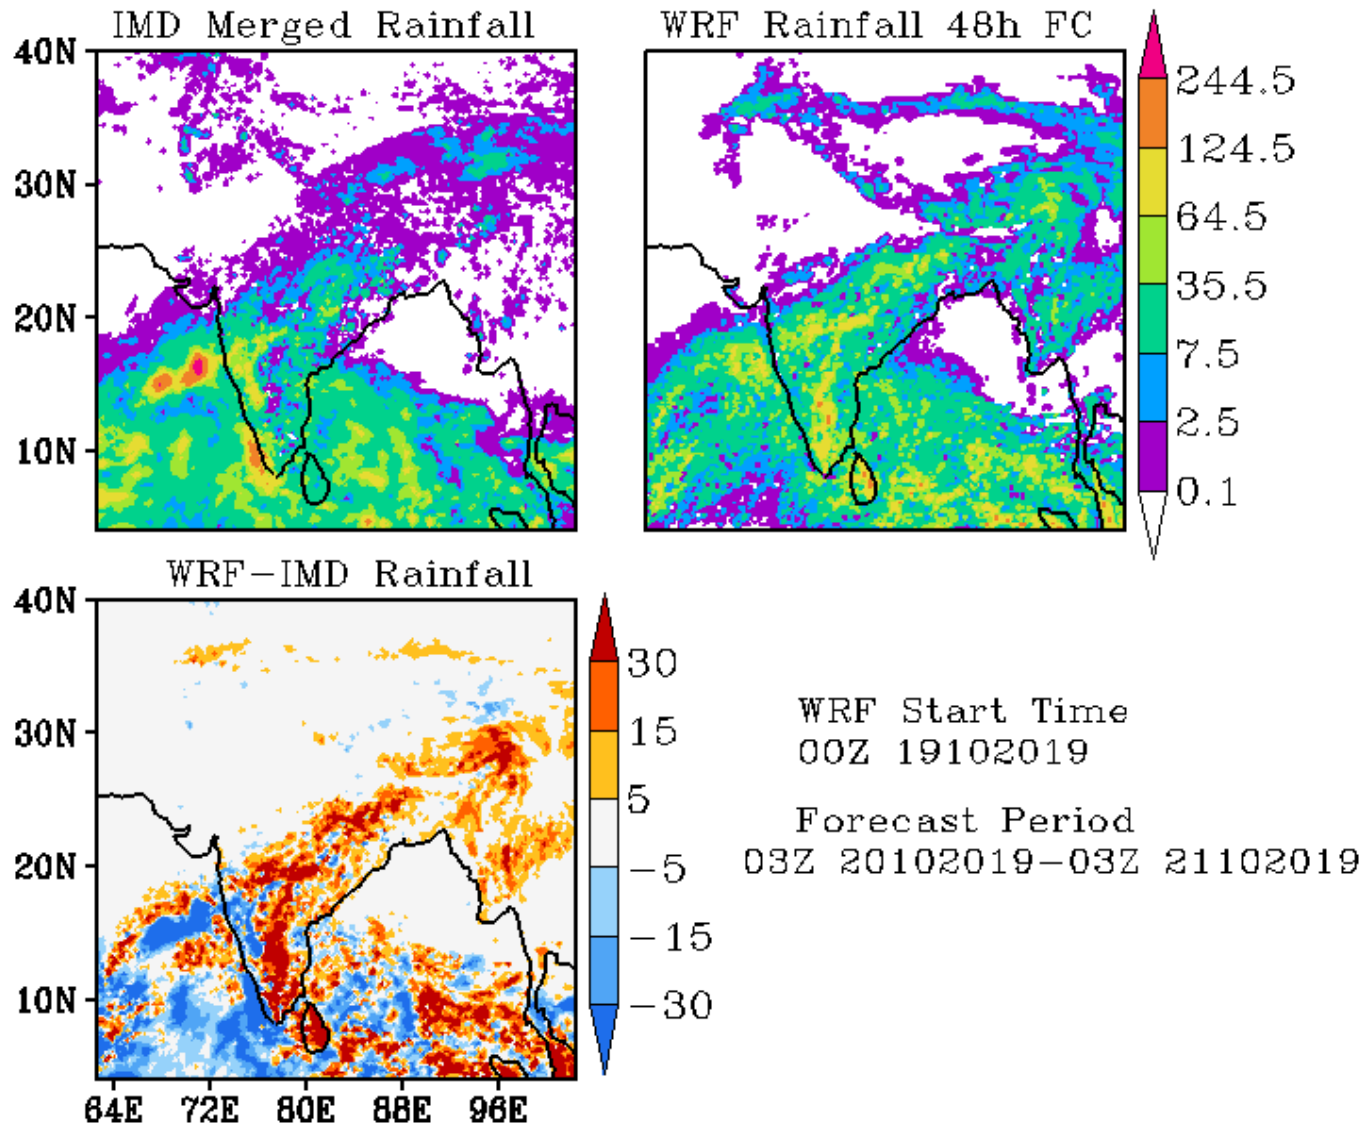 IMD Merged Rainfall
WRF Rainfall 48h FC
40N
30N
20N
10N
244.5
124.5
64.5
35.5
7.5
2.5
0.1
WRF-IMD Rainfall
40N
30N
20N
10N
64E 72E 80E 88E 96E
30
15
5
-5
-15
-30
WRF Start Time
00Z 19102019
Forecast Period
03Z 20102019-03Z 21102019